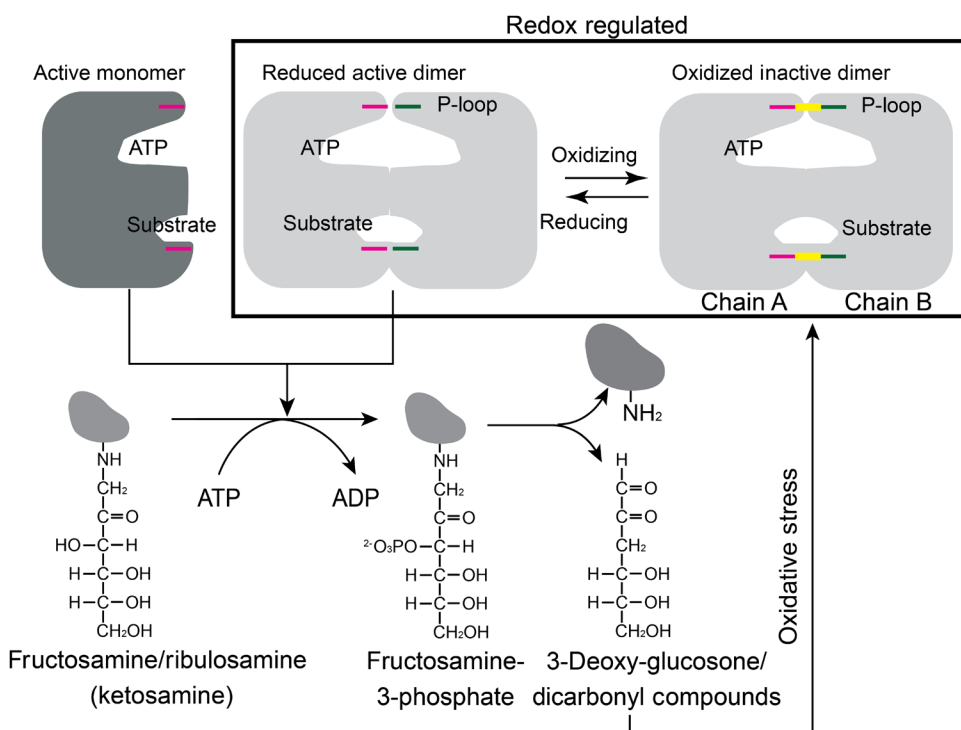 Redox regulated
Active monomer
Reduced active dimer
Oxidized inactive dimer
P-loop
P-loop
ATP
ATP
ATP
Oxidizing
Reducing
Substrate
Substrate
Substrate
Chain A
Chain B
NH
CH₂
C=O
HO–C–H
H–C–OH
H–C–OH
CH₂OH
ATP
ADP
NH
CH₂
C=O
²⁻O₃PO–C–H
H–C–OH
H–C–OH
CH₂OH
NH₂
H
C=O
C=O
CH₂
H–C–OH
H–C–OH
CH₂OH
Oxidative stress
Fructosamine/ribulosamine
(ketosamine)
Fructosamine-
3-phosphate
3-Deoxy-glucosone/
dicarbonyl compounds